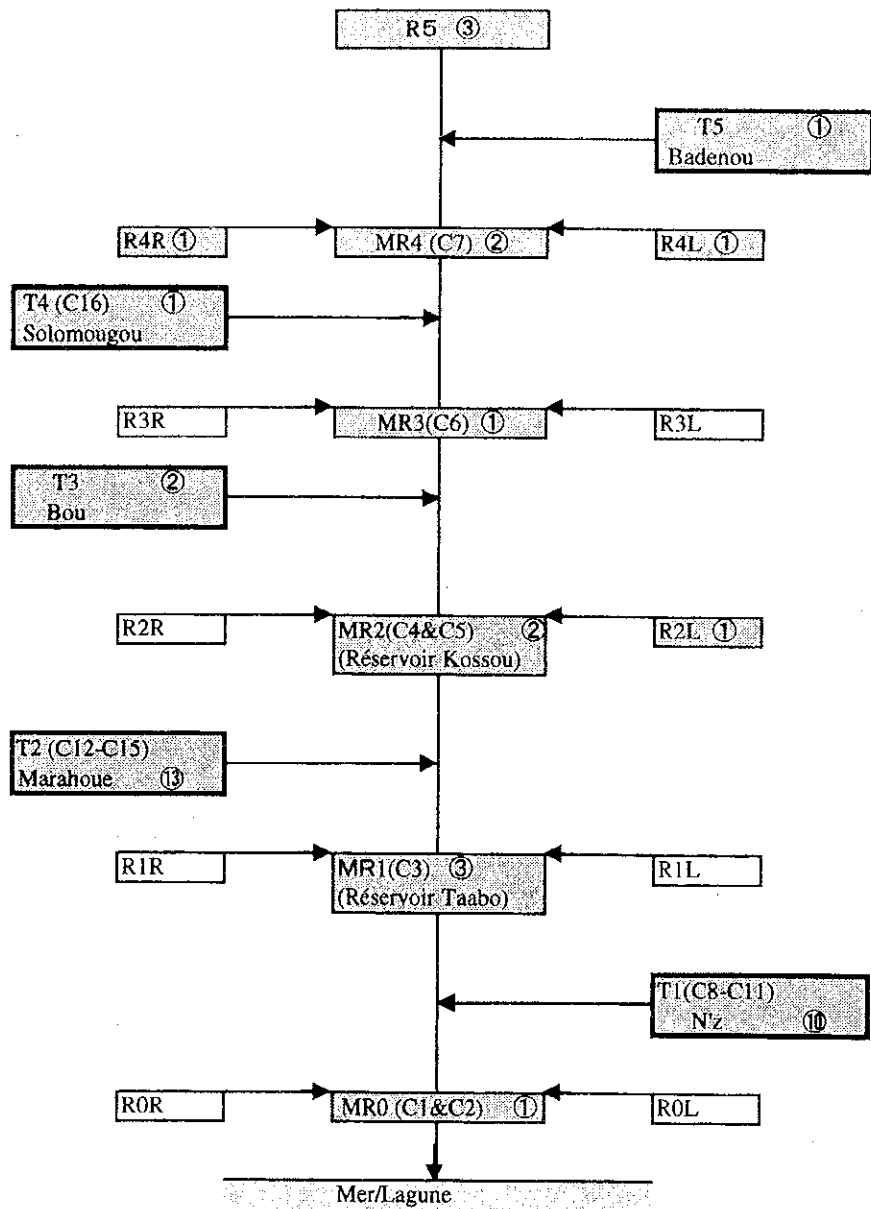 R5 ③
T5 ①
Badenou
R4R ①
MR4 (C7) ②
R4L ①
T4 (C16) ①
Solomougou
R3R
MR3(C6) ①
R3L
T3 ②
Bou
R2R
MR2(C4&C5) ②
(Réservoir Kossou)
R2L ①
T2 (C12-C15)
Marahoue ⑬
R1R
MR1(C3) ③
(Réservoir Taabo)
R1L
T1(C8-C11)
N'z ⑩
R0R
MR0 (C1&C2) ①
R0L
Mer/Lagune